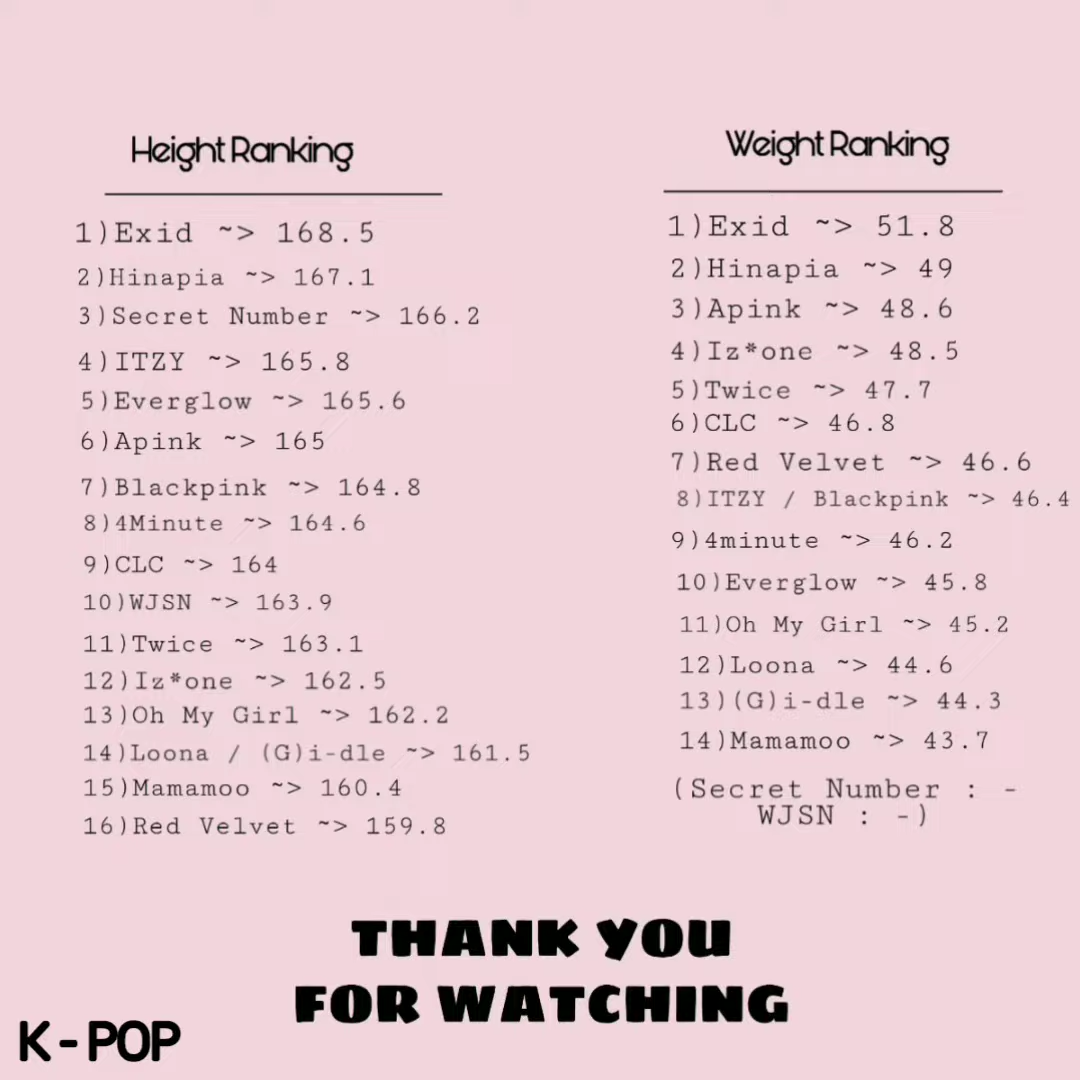 Height Ranking
1)Exid ~> 168.5
2)Hinapia ~> 167.1
3)Secret Number ~> 166.2
4)ITZY ~> 165.8
5)Everglow ~> 165.6
6)Apink ~> 165
7)Blackpink ~> 164.8
8)4Minute ~> 164.6
9)CLC ~> 164
10)WJSN ~> 163.9
11)Twice ~> 163.1
12)Iz*one ~> 162.5
13)Oh My Girl ~> 162.2
14)Loona / (G)i-dle ~> 161.5
15)Mamamoo ~> 160.4
16)Red Velvet ~> 159.8
Weight Ranking
1)Exid ~> 51.8
2)Hinapia ~> 49
3)Apink ~> 48.6
4)Iz*one ~> 48.5
5)Twice ~> 47.7
6)CLC ~> 46.8
7)Red Velvet ~> 46.6
8)ITZY / Blackpink ~> 46.4
9)4minute ~> 46.2
10)Everglow ~> 45.8
11)Oh My Girl ~> 45.2
12)Loona ~> 44.6
13)(G)i-dle ~> 44.3
14)Mamamoo ~> 43.7
(Secret Number : -
WJSN : -)
THANK YOU
FOR WATCHING
K-POP